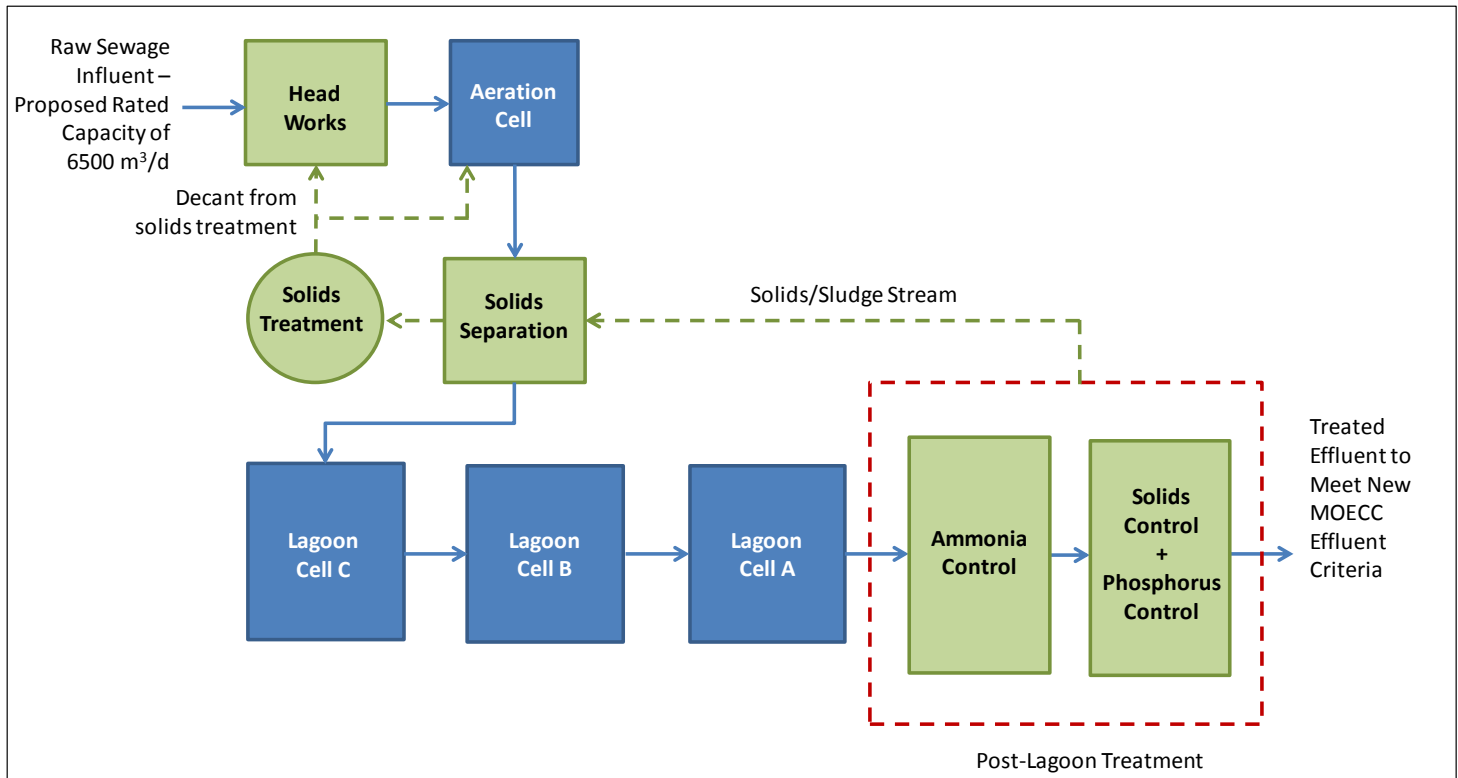 Raw Sewage
Influent –
Proposed Rated
Capacity of
6500 m³/d
Head
Works
Aeration
Cell
Decant from
solids treatment
Solids
Treatment
Solids
Separation
Solids/Sludge Stream
Lagoon
Cell C
Lagoon
Cell B
Lagoon
Cell A
Ammonia
Control
Solids
Control
+
Phosphorus
Control
Treated
Effluent to
Meet New
MOECC
Effluent
Criteria
Post-Lagoon Treatment